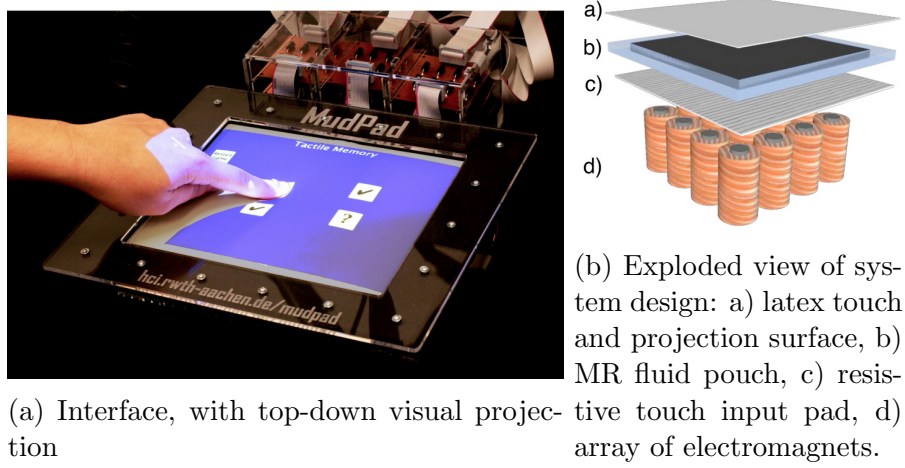 MudPad
Tactile Memory
?
hci.rwth-aachen.de/mudpad
(a) Interface, with top-down visual projec-
tion
a)
b)
c)
d)
(b) Exploded view of sys-
tem design: a) latex touch
and projection surface, b)
MR fluid pouch, c) resis-
tive touch input pad, d)
array of electromagnets.